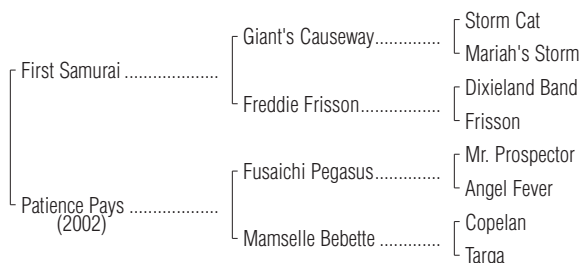 Storm Cat
Giant's Causeway..............
Mariah's Storm
First Samurai ....................
Dixieland Band
Freddie Frisson.................
Frisson
Mr. Prospector
Fusaichi Pegasus..............
Angel Fever
Patience Pays ...................
(2002)
Copelan
Mamselle Bebette .............
Targa